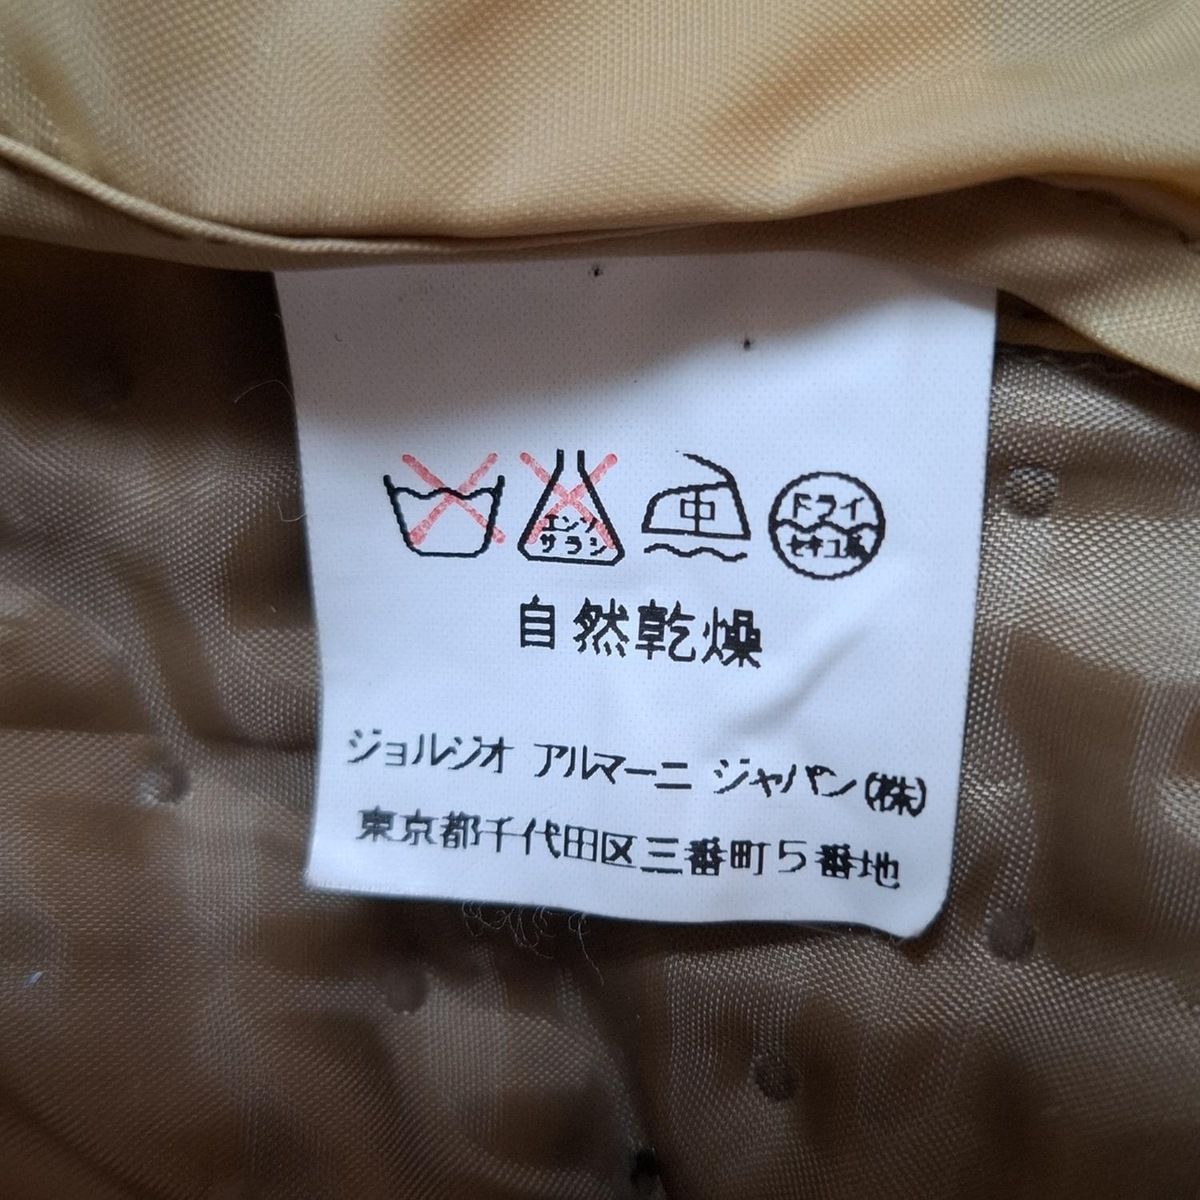 エンソ サラシ 中 ドライ セキユ系
自然乾燥
ジョルジオ アルマーニ ジャパン(株)
東京都千代田区三番町5番地